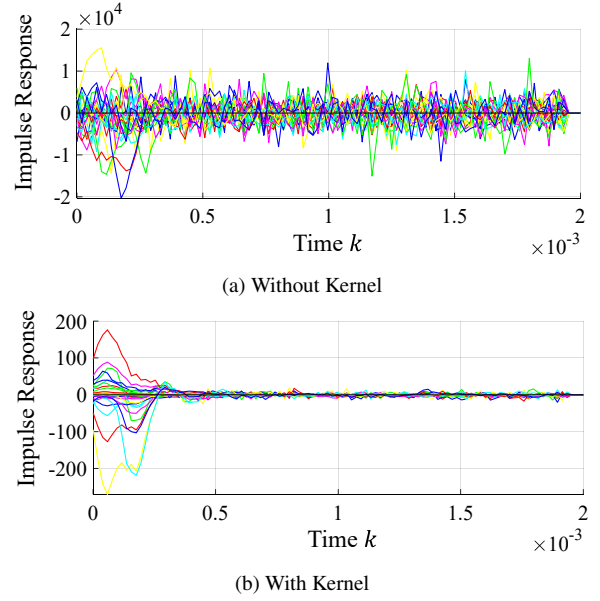 ×10⁴
2
1
0
-1
-2
Impulse Response
0 0.5 1 1.5 2
Time k
×10⁻³
(a) Without Kernel
200
100
0
-100
-200
Impulse Response
0 0.5 1 1.5 2
Time k
×10⁻³
(b) With Kernel